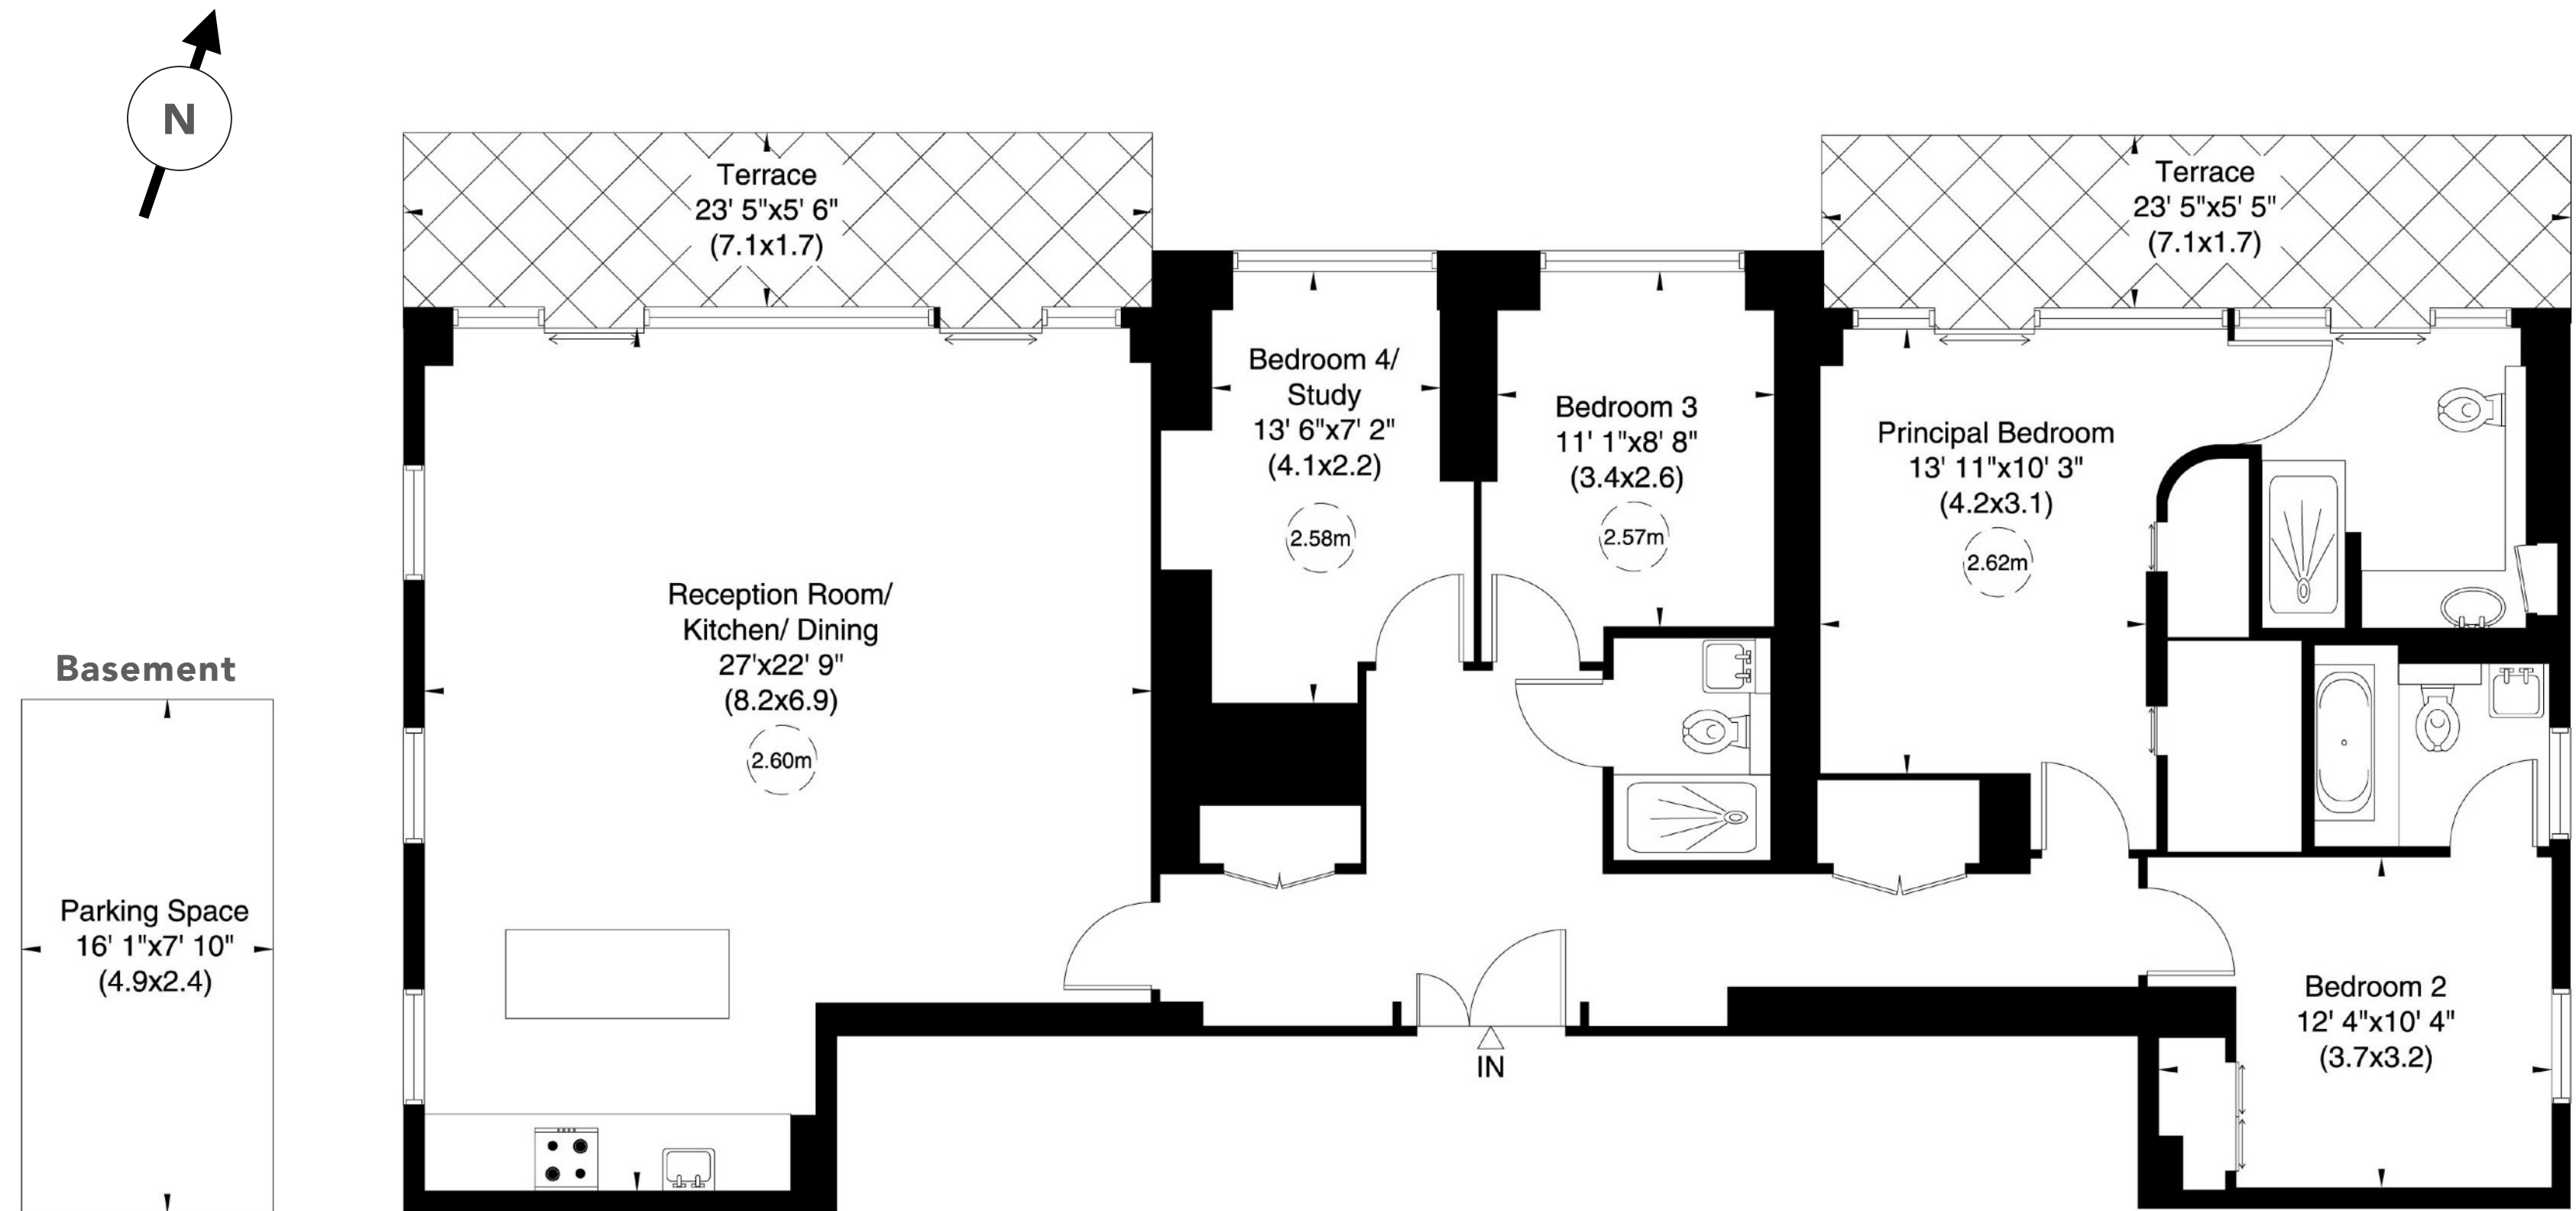 N
Terrace
23' 5"x5' 6"
(7.1x1.7)
Terrace
23' 5"x5' 5"
(7.1x1.7)
Bedroom 4/
Study
13' 6"x7' 2"
(4.1x2.2)
2.58m
Bedroom 3
11' 1"x8' 8"
(3.4x2.6)
2.57m
Principal Bedroom
13' 11"x10' 3"
(4.2x3.1)
2.62m
Reception Room/
Kitchen/ Dining
27'x22' 9"
(8.2x6.9)
2.60m
Basement
Parking Space
16' 1"x7' 10"
(4.9x2.4)
IN
Bedroom 2
12' 4"x10' 4"
(3.7x3.2)